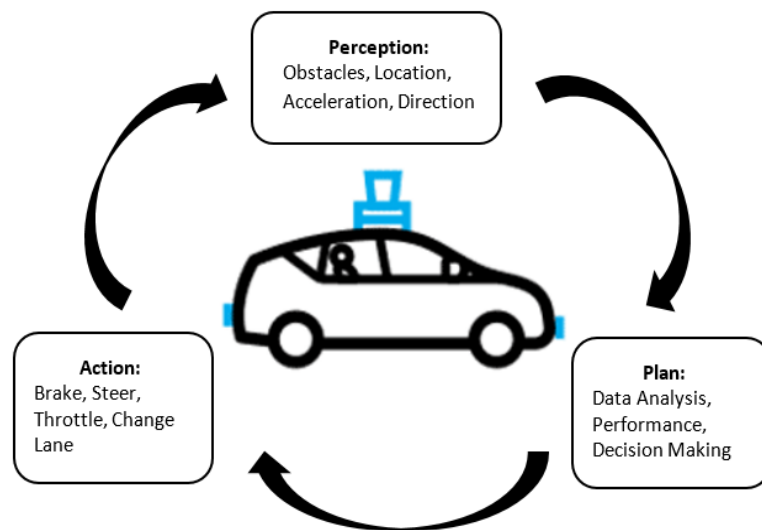 Perception:
Obstacles, Location,
Acceleration, Direction
Action:
Brake, Steer,
Throttle, Change
Lane
Plan:
Data Analysis,
Performance,
Decision Making